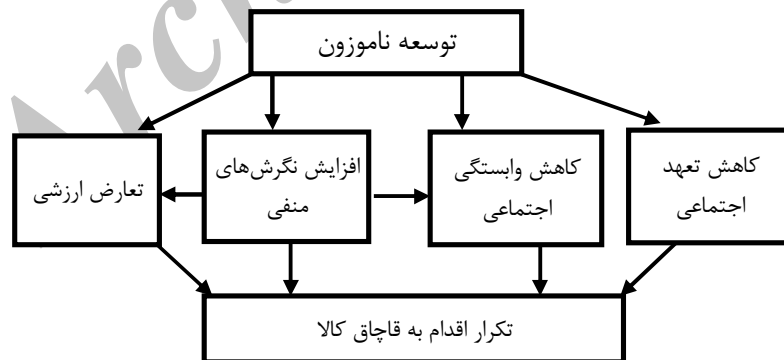 توسعه ناموزون
کاهش تعهد
اجتماعی
کاهش وابستگی
اجتماعی
افزایش نگرش‌های
منفی
تعارض ارزشی
تکرار اقدام به قاچاق کالا